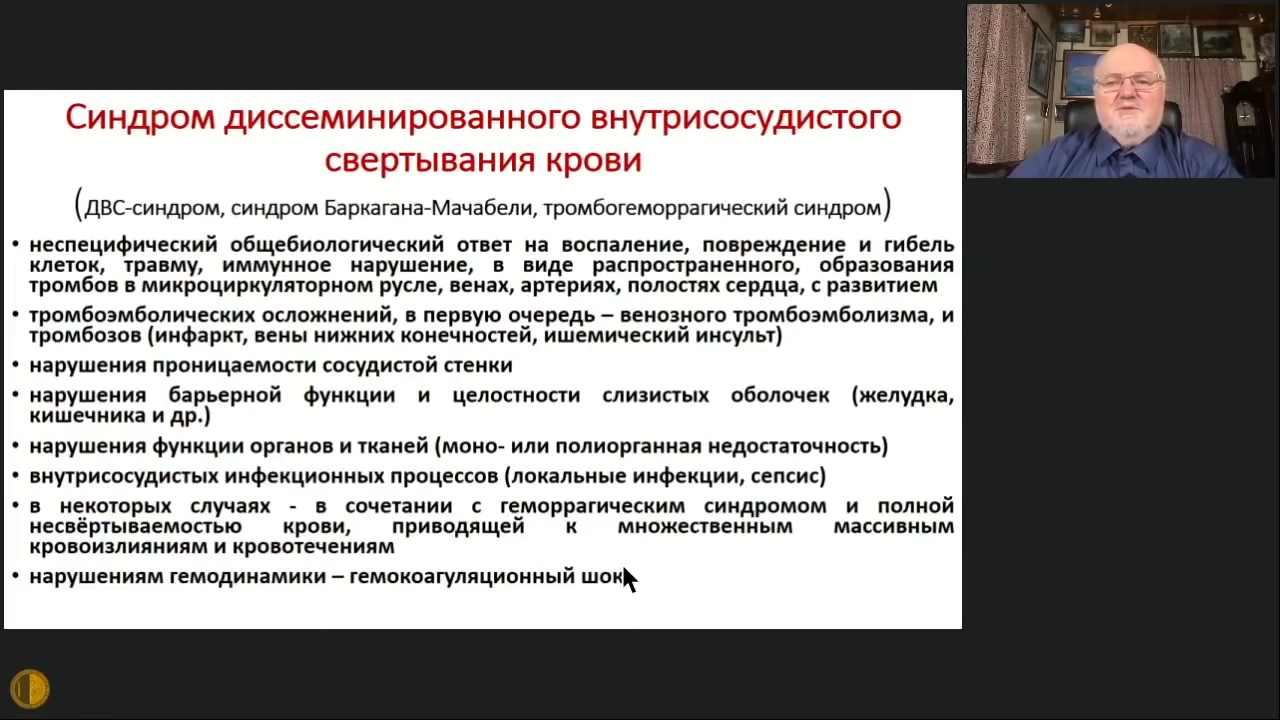 Синдром диссеминированного внутрисосудистого
свертывания крови
(ДВС-синдром, синдром Баркагана-Мачабели, тромбогеморрагический синдром)
• неспецифический общебиологический ответ на воспаление, повреждение и гибель
клеток, травму, иммунное нарушение, в виде распространенного, образования
тромбов в микроциркуляторном русле, венах, артериях, полостях сердца, с развитием
• тромбоэмболических осложнений, в первую очередь – венозного тромбоэмболизма, и
тромбозов (инфаркт, вены нижних конечностей, ишемический инсульт)
• нарушения проницаемости сосудистой стенки
• нарушения барьерной функции и целостности слизистых оболочек (желудка,
кишечника и др.)
• нарушения функции органов и тканей (моно- или полиорганная недостаточность)
• внутрисосудистых инфекционных процессов (локальные инфекции, сепсис)
• в некоторых случаях - в сочетании с геморрагическим синдромом и полной
несвёртываемостью крови, приводящей к множественным массивным
кровоизлияниям и кровотечениям
• нарушениям гемодинамики – гемокоагуляционный шок